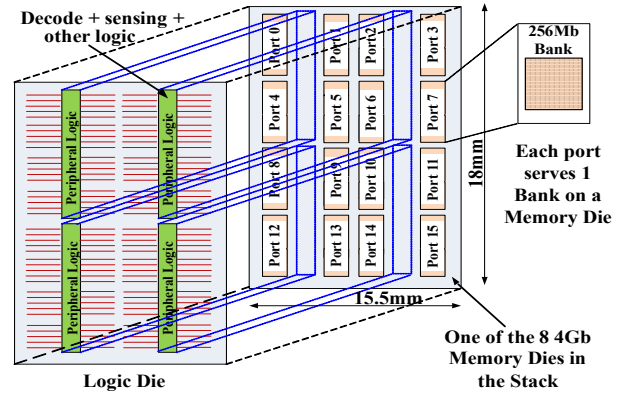 Decode + sensing +
other logic
Port 0
Port 1
Port 2
Port 3
Port 4
Port 5
Port 6
Port 7
Port 8
Port 9
Port 10
Port 11
Port 12
Port 13
Port 14
Port 15
Peripheral Logic
Peripheral Logic
Peripheral Logic
Peripheral Logic
256Mb
Bank
Each port
serves 1
Bank on a
Memory Die
18mm
15.5mm
One of the 8 4Gb
Memory Dies in
the Stack
Logic Die